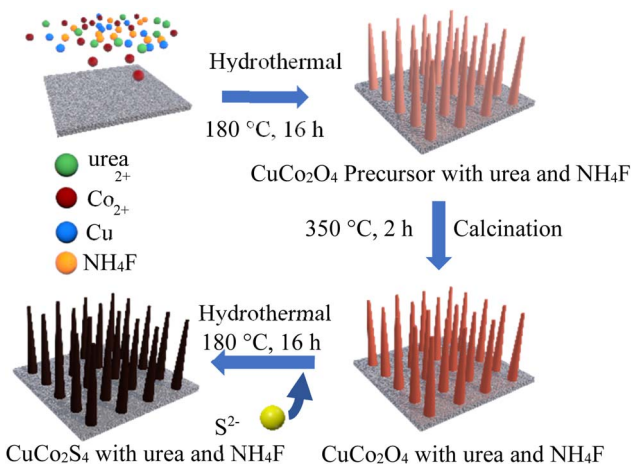 Hydrothermal
180 °C, 16 h
urea
2+
Co
2+
Cu
NH₄F
CuCo₂O₄ Precursor with urea and NH₄F
350 °C, 2 h Calcination
Hydrothermal
180 °C, 16 h
S²⁻
CuCo₂S₄ with urea and NH₄F
CuCo₂O₄ with urea and NH₄F